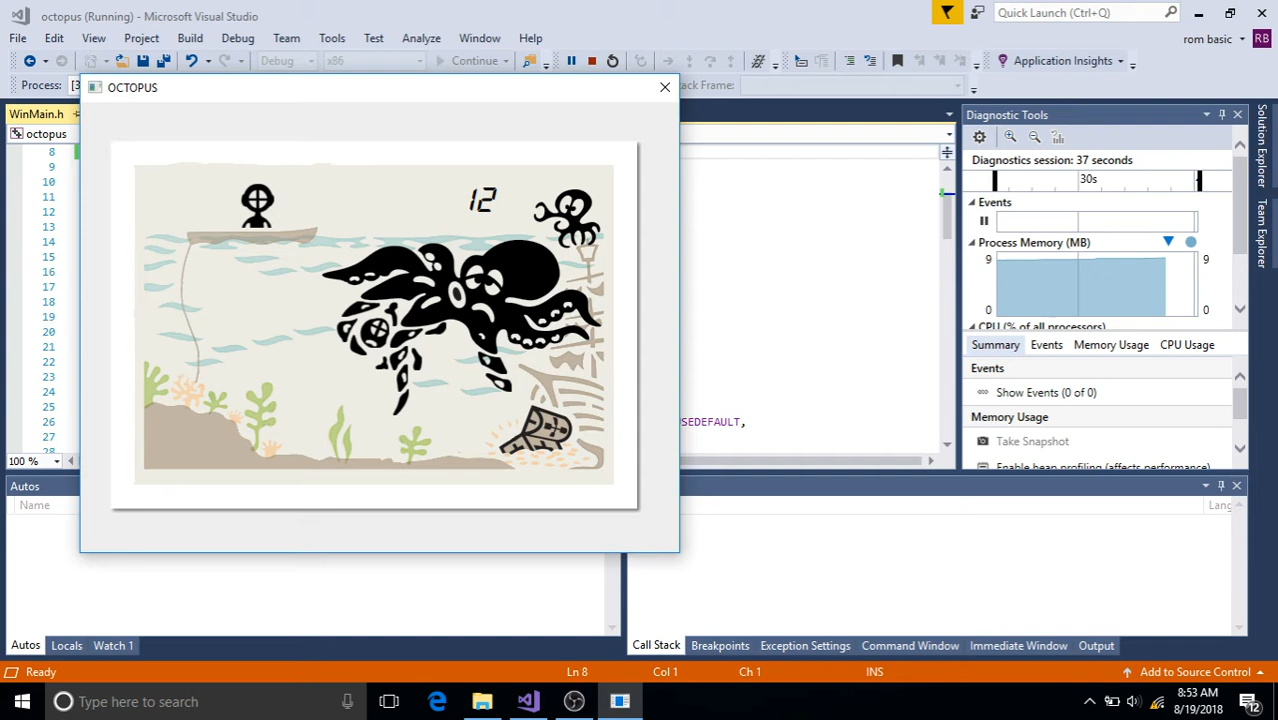 octopus (Running) - Microsoft Visual Studio
Quick Launch (Ctrl+Q)
File Edit View Project Build Debug Team Tools Test Analyze Window Help
rom basic RB
Debug x86 Continue Application Insights
Process: [3 Stack Frame:
OCTOPUS
WinMain.h
Diagnostic Tools
octopus
8
9
10
11
12
13
14
15
16
17
18
19
20
21
22
23
24
25
26
27
28
12
SEDEFAULT,
100 %
Diagnostics session: 37 seconds
30s
Events
Process Memory (MB)
9 9
0 0
CPU (% of all processors)
Summary Events Memory Usage CPU Usage
Events
Show Events (0 of 0)
Memory Usage
Take Snapshot
Enable heap profiling (affects performance)
Solution Explorer
Team Explorer
Autos
Name
Lang
Autos Locals Watch 1
Call Stack Breakpoints Exception Settings Command Window Immediate Window Output
Ready Ln 8 Col 1 Ch 1 INS Add to Source Control
Type here to search
8:53 AM
8/19/2018
12